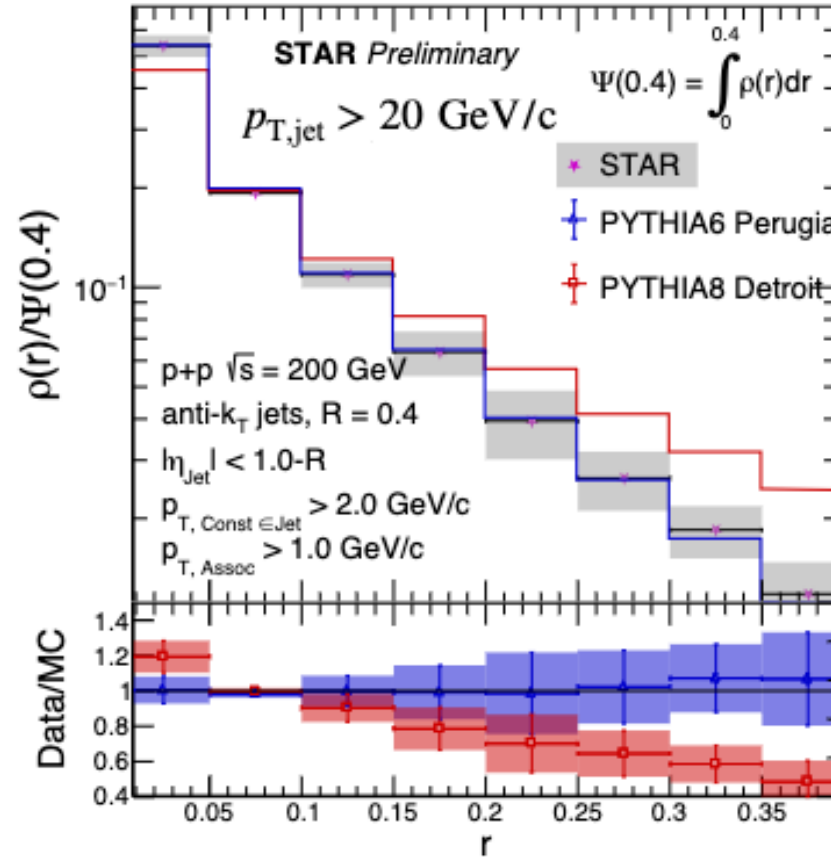 STAR Preliminary
p_T,jet > 20 GeV/c
Ψ(0.4) = ∫₀^0.4 ρ(r)dr
STAR
PYTHIA6 Perugia
PYTHIA8 Detroit
ρ(r)/Ψ(0.4)
10⁻¹
p+p √s = 200 GeV
anti-k_T jets, R = 0.4
|η_Jet| < 1.0-R
p_T, Const ∈ Jet > 2.0 GeV/c
p_T, Assoc > 1.0 GeV/c
Data/MC
1.4
1.2
1
0.8
0.6
0.4
0.05 0.1 0.15 0.2 0.25 0.3 0.35
r